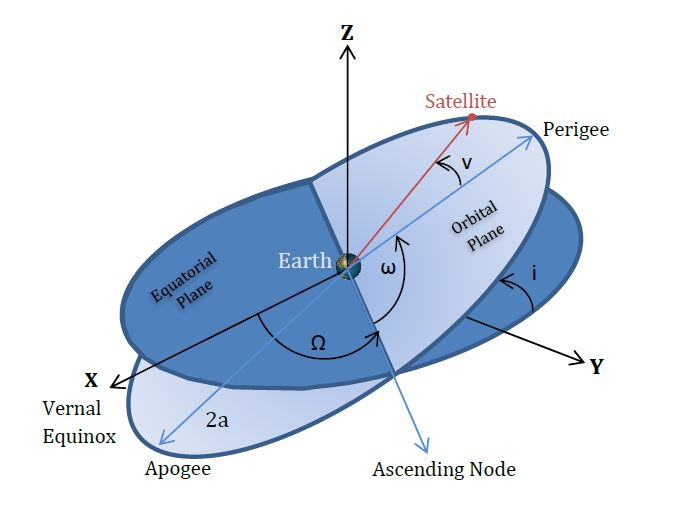 Z
Satellite
Perigee
ν
Orbital
Plane
Earth
ω
Equatorial
Plane
i
Ω
X
Y
Vernal
Equinox
2a
Apogee
Ascending Node